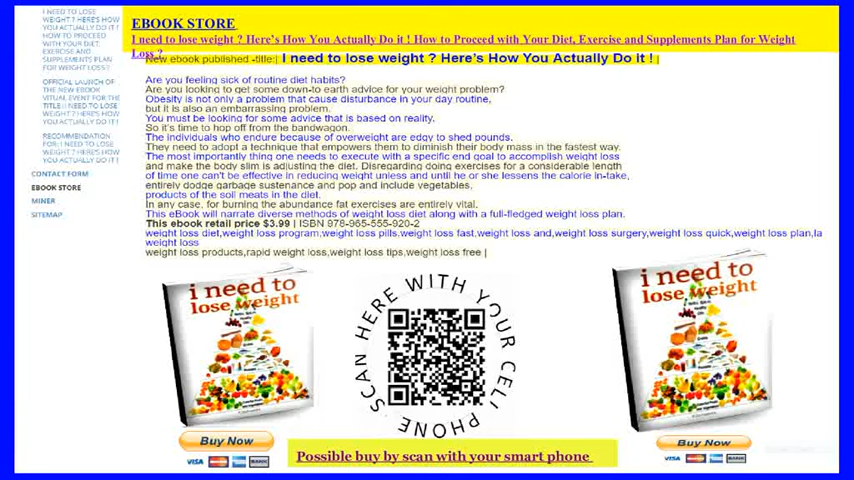 I NEED TO LOSE
WEIGHT ? HERE'S HOW
YOU ACTUALLY DO IT !
HOW TO PROCEED
WITH YOUR DIET,
EXERCISE AND
SUPPLEMENTS PLAN
FOR WEIGHT LOSS ?
OFFICIAL LAUNCH OF
THE NEW EBOOK
VITUAL EVENT FOR THE
TITLE I NEED TO LOSE
WEIGHT ? HERE'S HOW
YOU ACTUALLY DO IT !
RECOMMENDATION
FOR: I NEED TO LOSE
WEIGHT ? HERE'S HOW
YOU ACTUALLY DO IT !
CONTACT FORM
EBOOK STORE
MINER
SITEMAP
EBOOK STORE
I need to lose weight ? Here's How You Actually Do it ! How to Proceed with Your Diet, Exercise and Supplements Plan for Weight
Loss ?
New ebook published -title:| I need to lose weight ? Here's How You Actually Do It ! |
Are you feeling sick of routine diet habits?
Are you looking to get some down-to earth advice for your weight problem?
Obesity is not only a problem that cause disturbance in your day routine,
but it is also an embarrassing problem.
You must be looking for some advice that is based on reality.
So it's time to hop off from the bandwagon.
The individuals who endure because of overweight are edgy to shed pounds.
They need to adopt a technique that empowers them to diminish their body mass in the fastest way.
The most importantly thing one needs to execute with a specific end goal to accomplish weight loss
and make the body slim is adjusting the diet. Disregarding doing exercises for a considerable length
of time one can't be effective in reducing weight unless and until he or she lessens the calorie in-take,
entirely dodge garbage sustenance and pop and include vegetables,
products of the soil meats in the diet.
In any case, for burning the abundance fat exercises are entirely vital.
This eBook will narrate diverse methods of weight loss diet along with a full-fledged weight loss plan.
This ebook retail price $3.99 | ISBN 978-965-555-920-2
weight loss diet,weight loss program,weight loss pills,weight loss fast,weight loss and,weight loss surgery,weight loss quick,weight loss plan,la
weight loss
weight loss products,rapid weight loss,weight loss tips,weight loss free |
i need to
lose weight
SCAN HERE WITH YOUR CELL PHONE
i need to
lose weight
Buy Now
VISA
Buy Now
VISA
Possible buy by scan with your smart phone